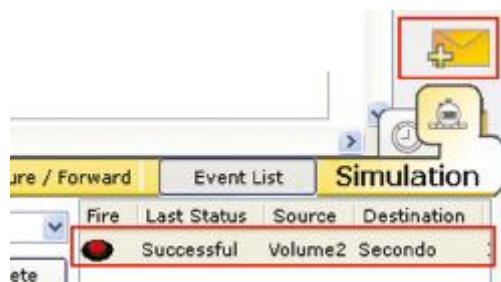 ure / Forward Event List Simulation
Fire Last Status Source Destination
Successful Volume2 Secondo
ete